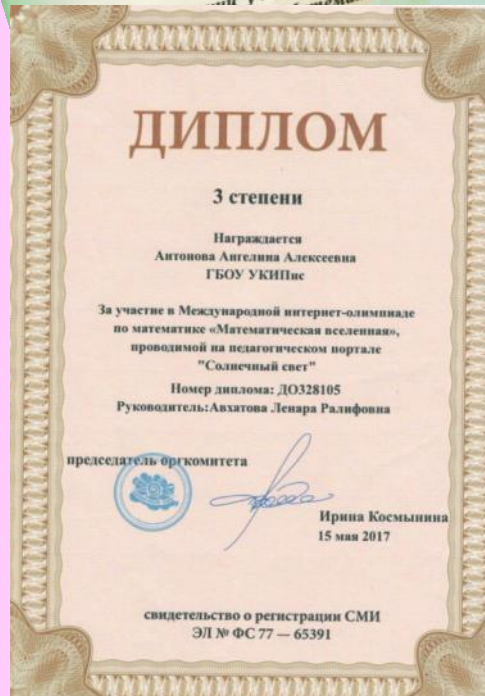 ДИПЛОМ
3 степени
Награждается
Антонова Ангелина Алексеевна
ГБОУ УКИПис
За участие в Международной интернет-олимпиаде
по математике «Математическая вселенная»,
проводимой на педагогическом портале
"Солнечный свет"
Номер диплома: ДО328105
Руководитель:Авхатова Ленара Ралифовна
председатель оргкомитета
Ирина Космынина
15 мая 2017
свидетельство о регистрации СМИ
ЭЛ № ФС 77 — 65391